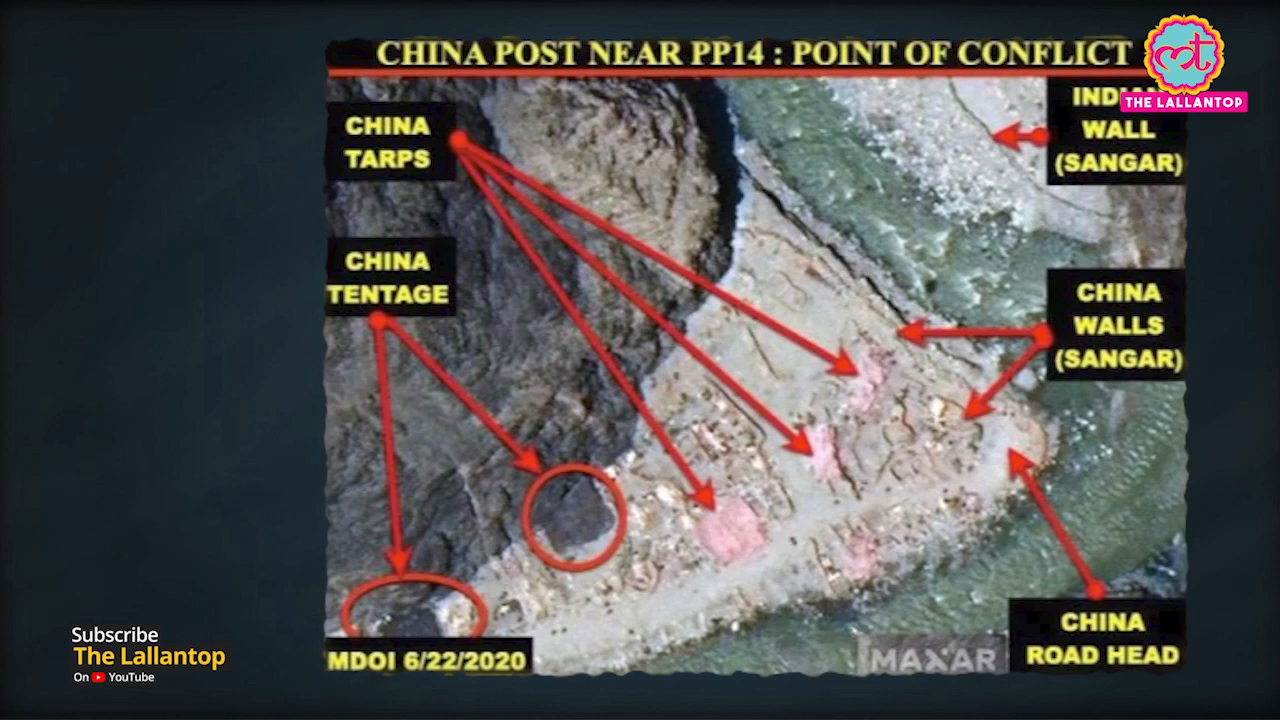 CHINA POST NEAR PP14 : POINT OF CONFLICT
THE LALLANTOP
CHINA
TARPS
WALL
(SANGAR)
CHINA
TENTAGE
CHINA
WALLS
(SANGAR)
CHINA
ROAD HEAD
MDOI 6/22/2020
MAXAR
Subscribe
The Lallantop
On YouTube